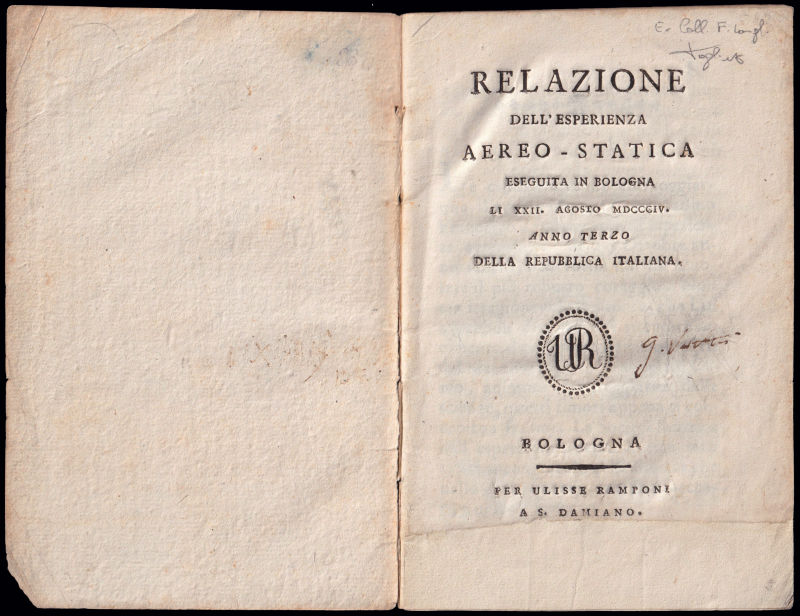 E. Coll. F.
RELAZIONE
DELL'ESPERIENZA
AEREO - STATICA
ESEGUITA IN BOLOGNA
LI XXII. AGOSTO MDCCCIV.
ANNO TERZO
DELLA REPUBBLICA ITALIANA.
UR
BOLOGNA
PER ULISSE RAMPONI
A S. DAMIANO.